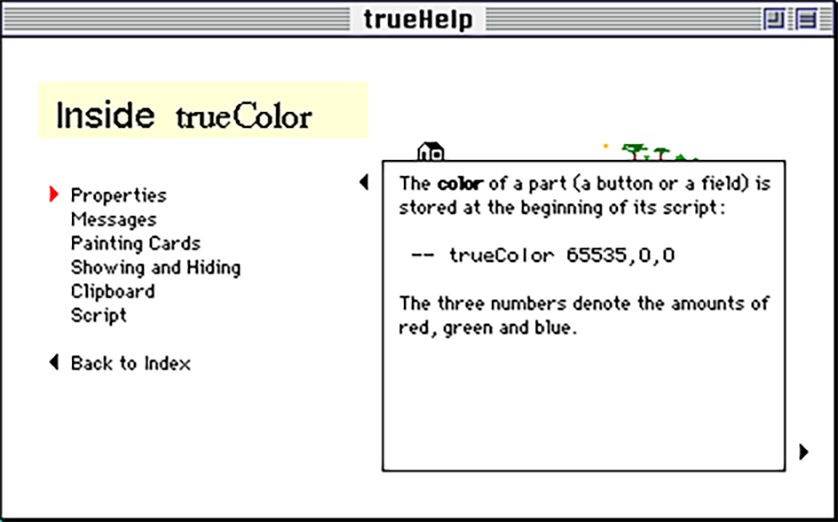 trueHelp
Inside trueColor
Properties
Messages
Painting Cards
Showing and Hiding
Clipboard
Script
Back to Index
The color of a part (a button or a field) is
stored at the beginning of its script:
-- trueColor 65535,0,0
The three numbers denote the amounts of
red, green and blue.